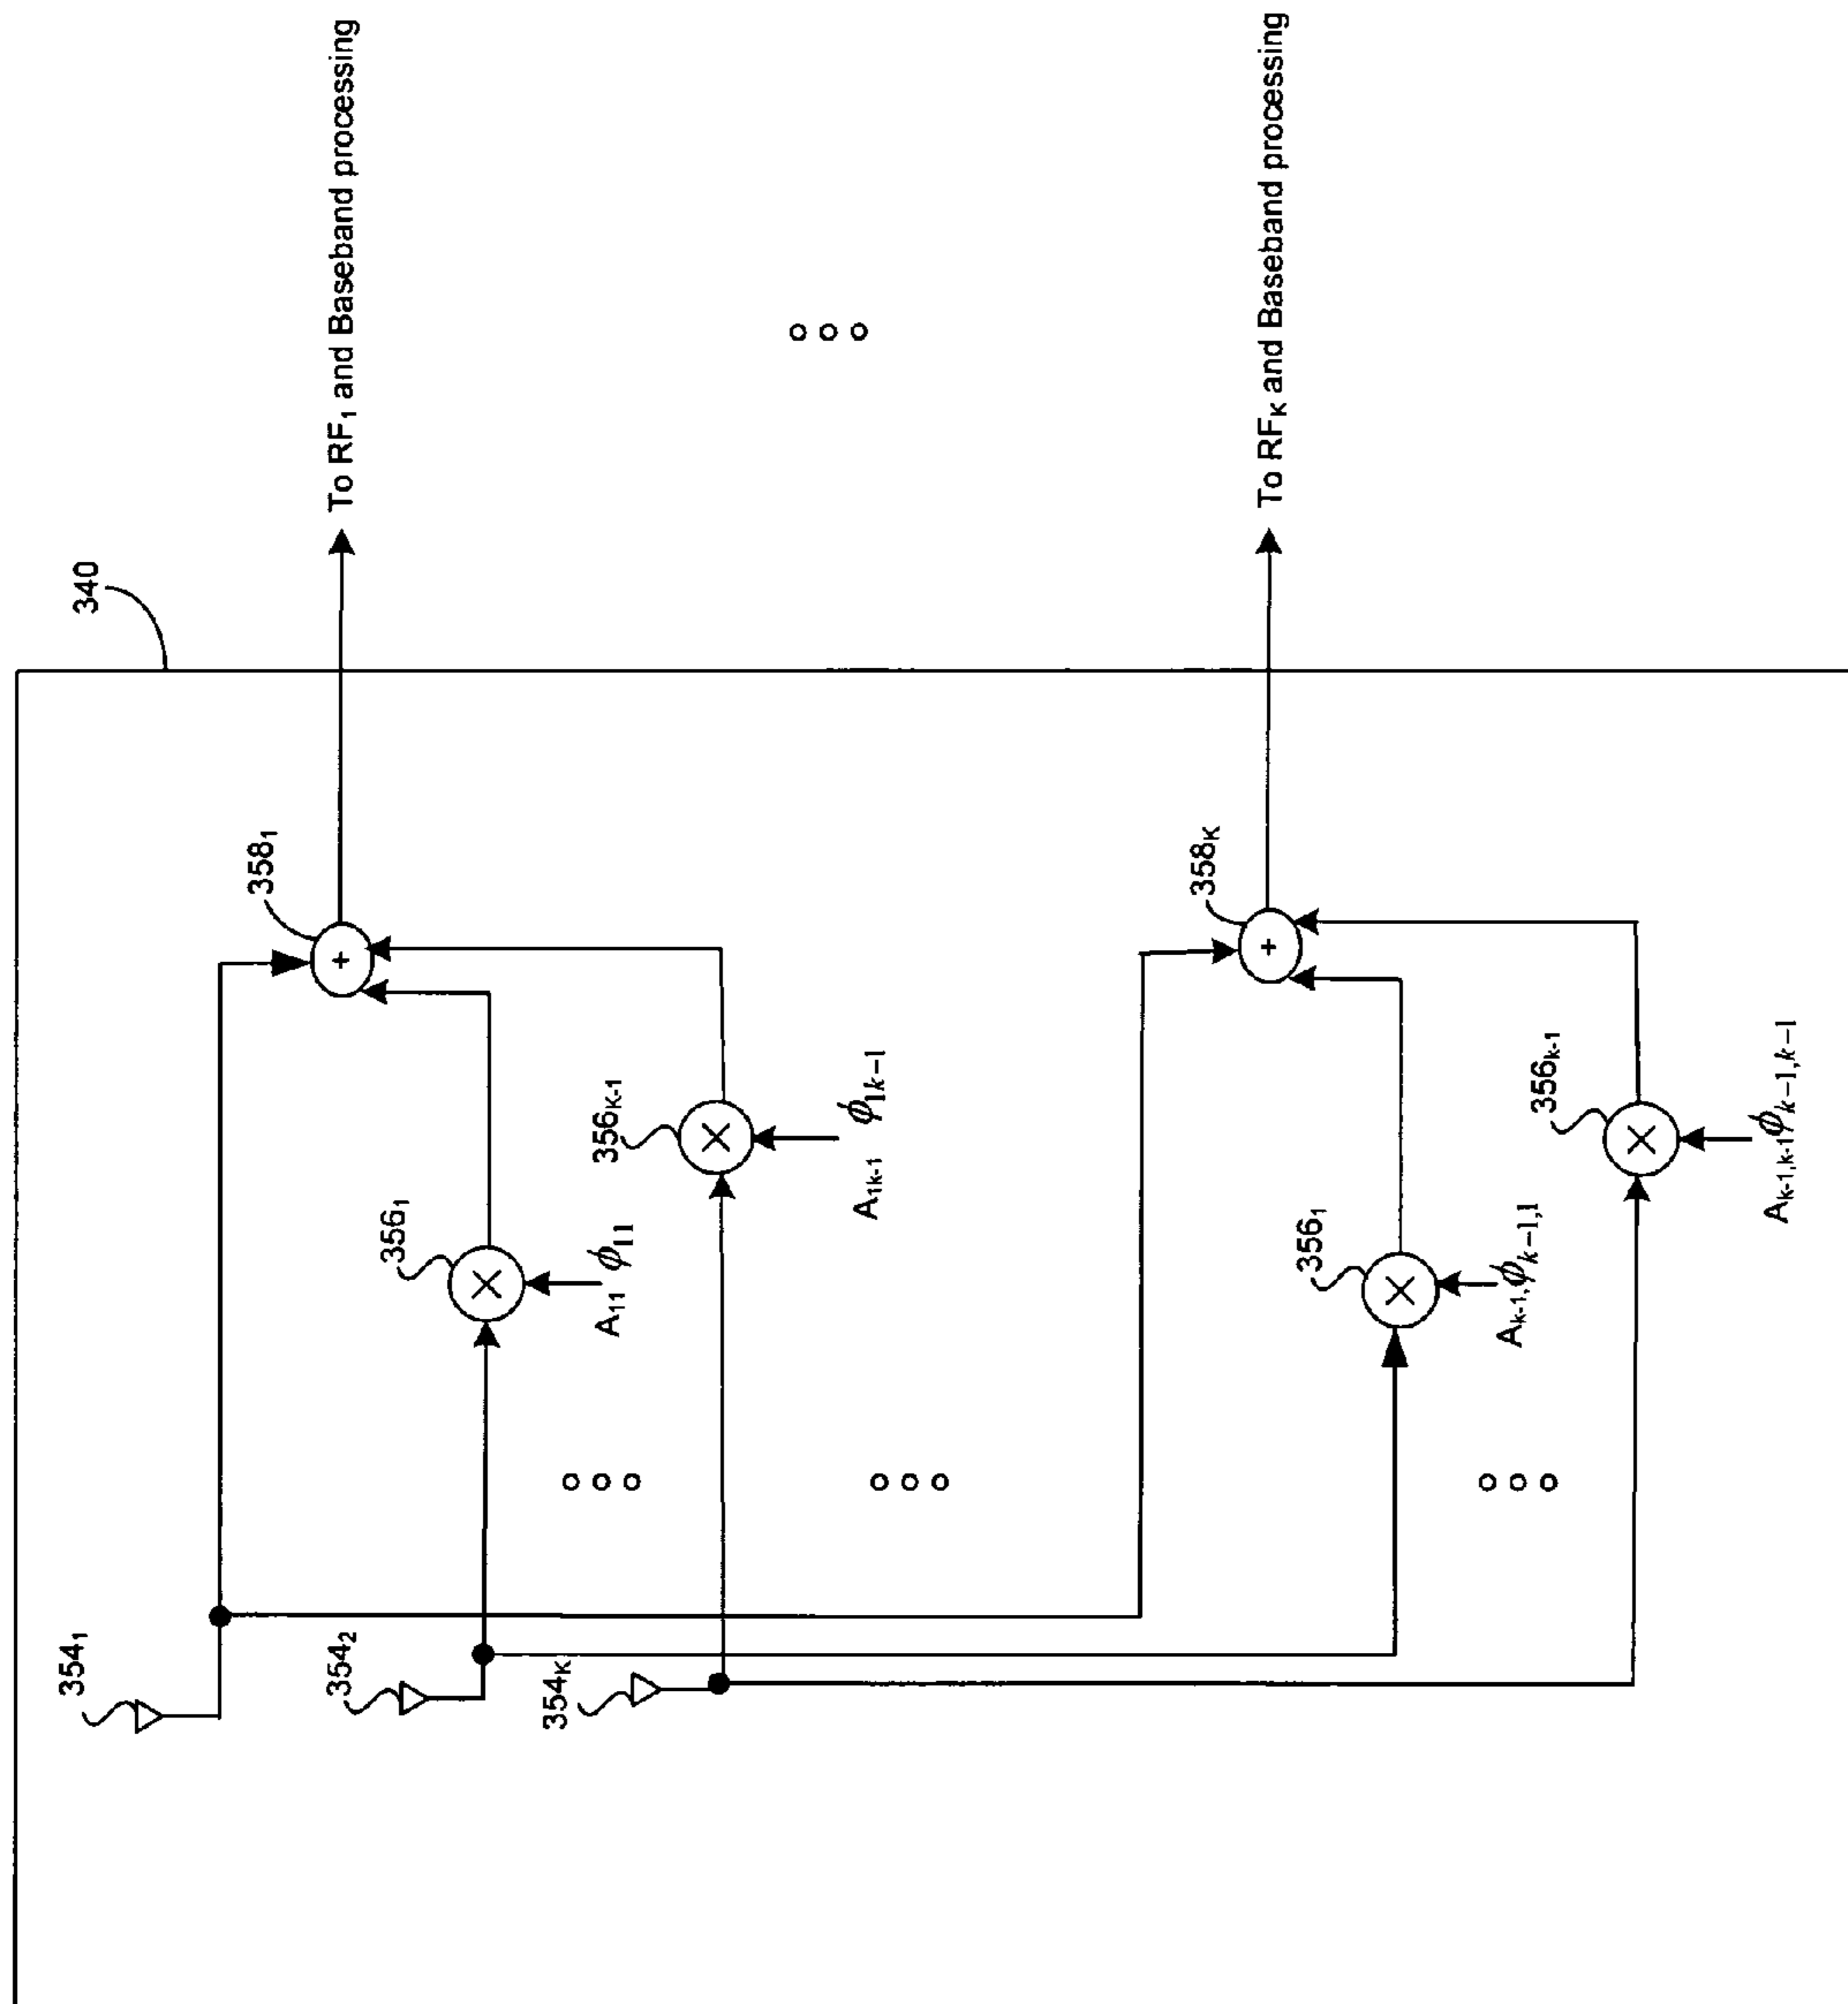 340
354₁
358₁
To RF₁ and Baseband processing
354₂
356₁
A₁₁ ϕ₁₁
354ₖ
356ₖ₋₁
A₁ₖ₋₁ ϕ₁ₖ₋₁
358ₖ
To RFₖ and Baseband processing
356₁
Aₖ₋₁,ϕₖ₋₁,₁
356ₖ₋₁
Aₖ₋₁,ₖ₋₁ϕₖ₋₁,ₖ₋₁